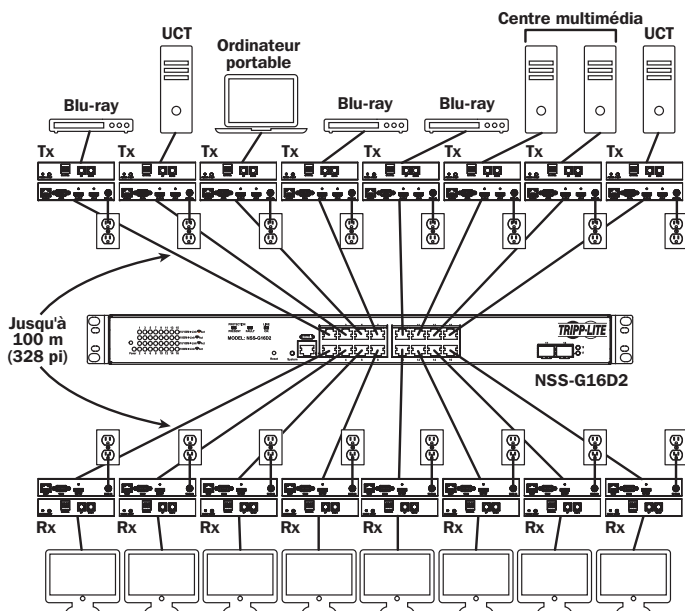 Centre multimédia
UCT
UCT
Ordinateur
portable
Blu-ray
Blu-ray
Blu-ray
Tx
Tx
Tx
Tx
Tx
Tx
Tx
Tx
Jusqu'à
100 m
(328 pi)
MODEL: NSS-G16D2
TRIPP·LITE
NSS-G16D2
Rx
Rx
Rx
Rx
Rx
Rx
Rx
Rx